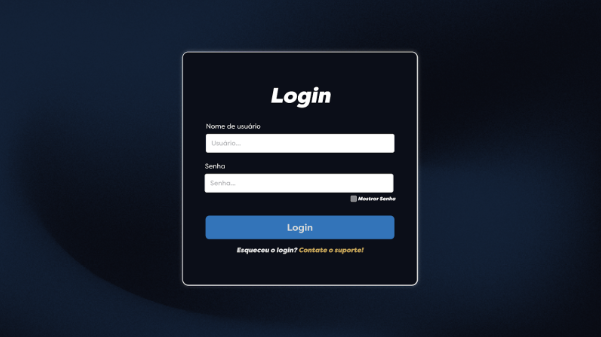 Login
Nome de usuário
Usuário...
Senha
Senha...
Mostrar Senha
Login
Esqueceu o login? Contate o suporte!